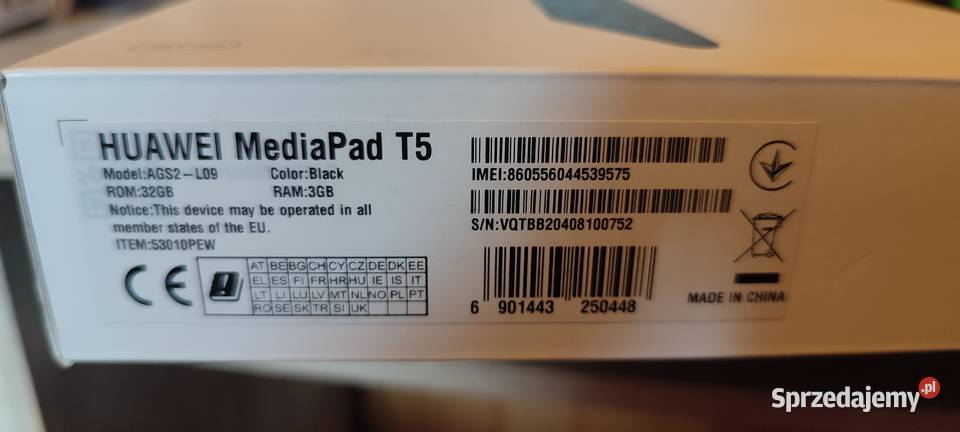 HUAWEI MediaPad T5
Model:AGS2-L09 Color:Black
ROM:32GB RAM:3GB
Notice:This device may be operated in all
member states of the EU.
ITEM:53010PEW
CE
AT BE BG CH CY CZ DE DK EE
EL ES FI FR HR HU IE IS IT
LT LI LU LV MT NL NO PL PT
RO SE SK TR SI UK
IMEI:860556044539575
S/N:VQTBB20408100752
6 901443 250448
MADE IN CHINA
Sprzedajemy.pl